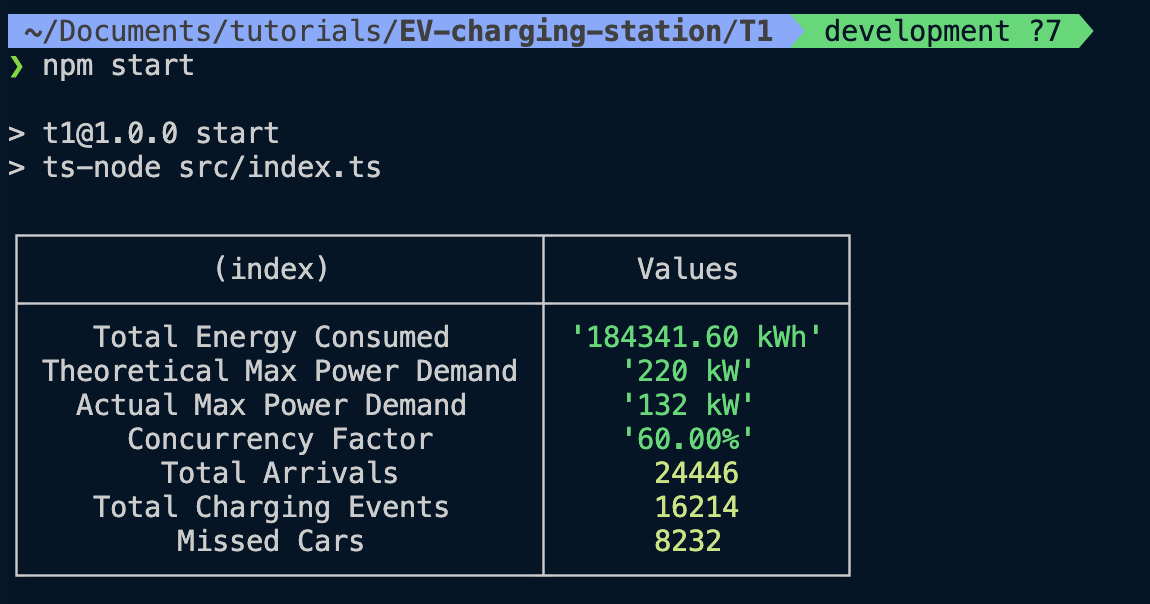 ~/Documents/tutorials/EV-charging-station/T1 development ?7
❯ npm start
> t1@1.0.0 start
> ts-node src/index.ts
(index) Values
Total Energy Consumed '184341.60 kWh'
Theoretical Max Power Demand '220 kW'
Actual Max Power Demand '132 kW'
Concurrency Factor '60.00%'
Total Arrivals 24446
Total Charging Events 16214
Missed Cars 8232